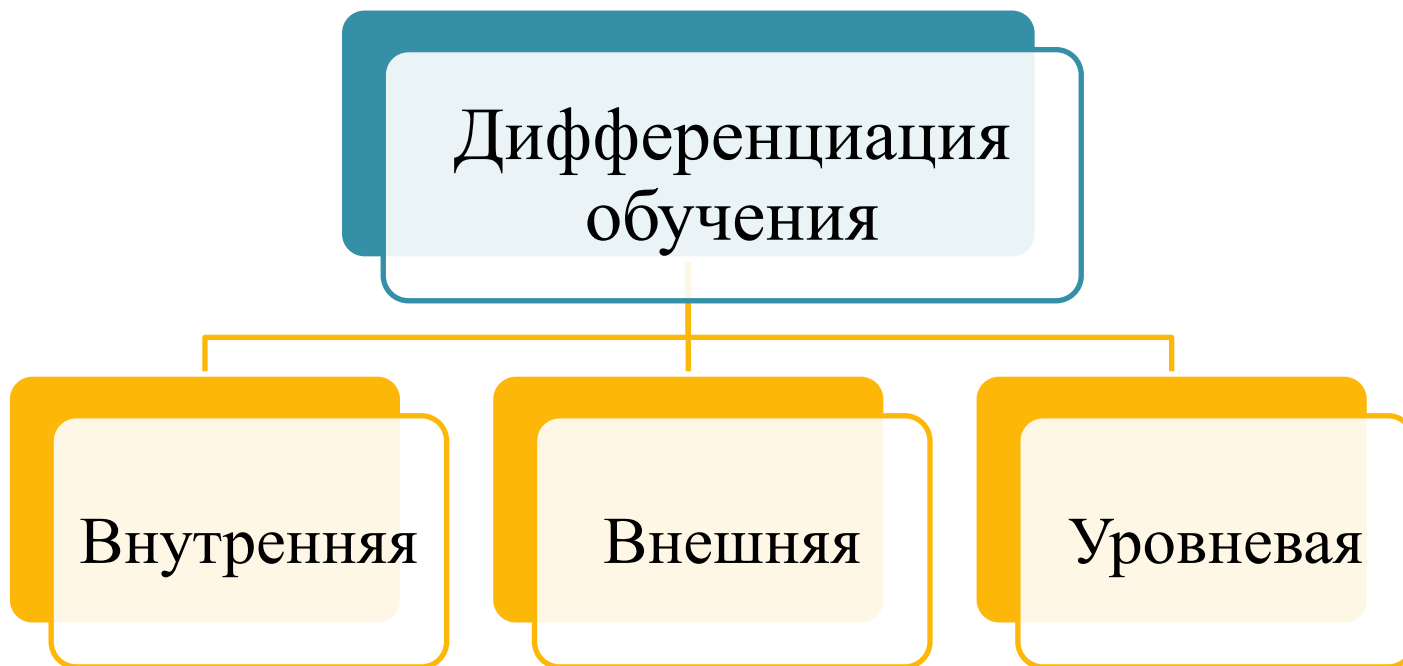 Дифференциация
обучения
Внутренняя
Внешняя
Уровневая